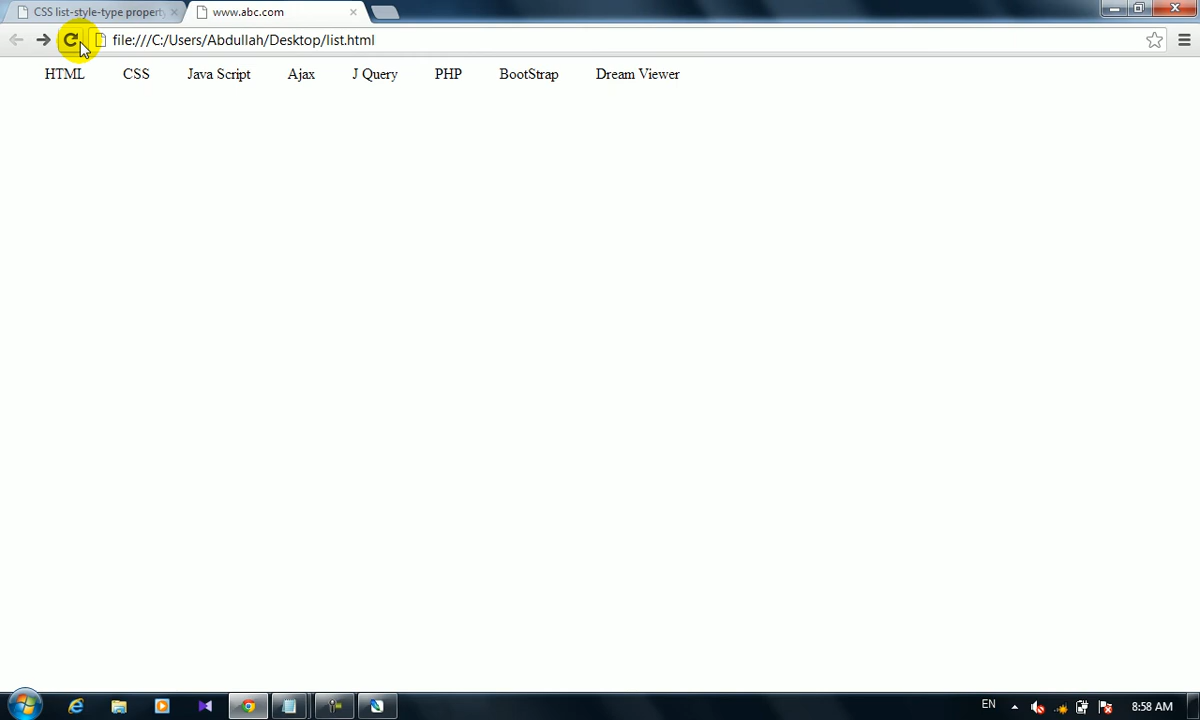 CSS list-style-type property
www.abc.com
file:///C:/Users/Abdullah/Desktop/list.html
HTML CSS Java Script Ajax J Query PHP BootStrap Dream Viewer
EN 8:58 AM